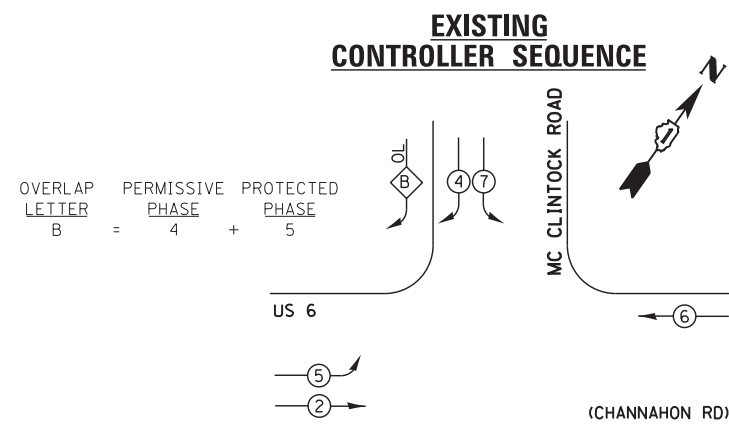 EXISTING
CONTROLLER SEQUENCE
N
MC CLINTOCK ROAD
OL
B
4
7
OVERLAP PERMISSIVE PROTECTED
LETTER PHASE PHASE
B = 4 + 5
US 6
6
5
2
(CHANNAHON RD)